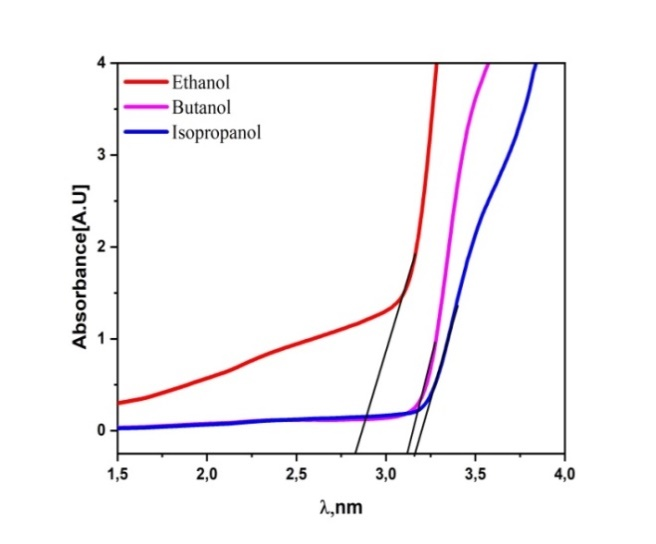 Ethanol
Butanol
Isopropanol
Absorbance[A.U]
4
3
2
1
0
1,5 2,0 2,5 3,0 3,5 4,0
λ,nm